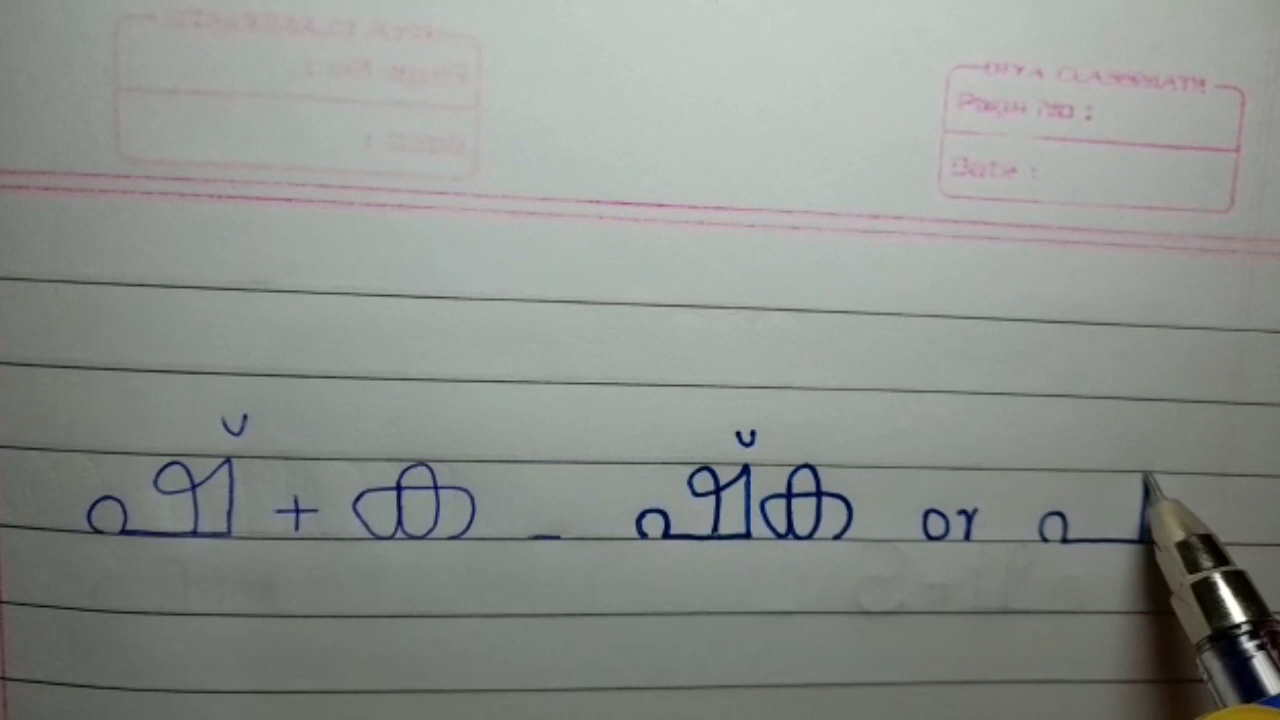 Page No :
Date :
ഷ് + ക - ഷ്ക or പ